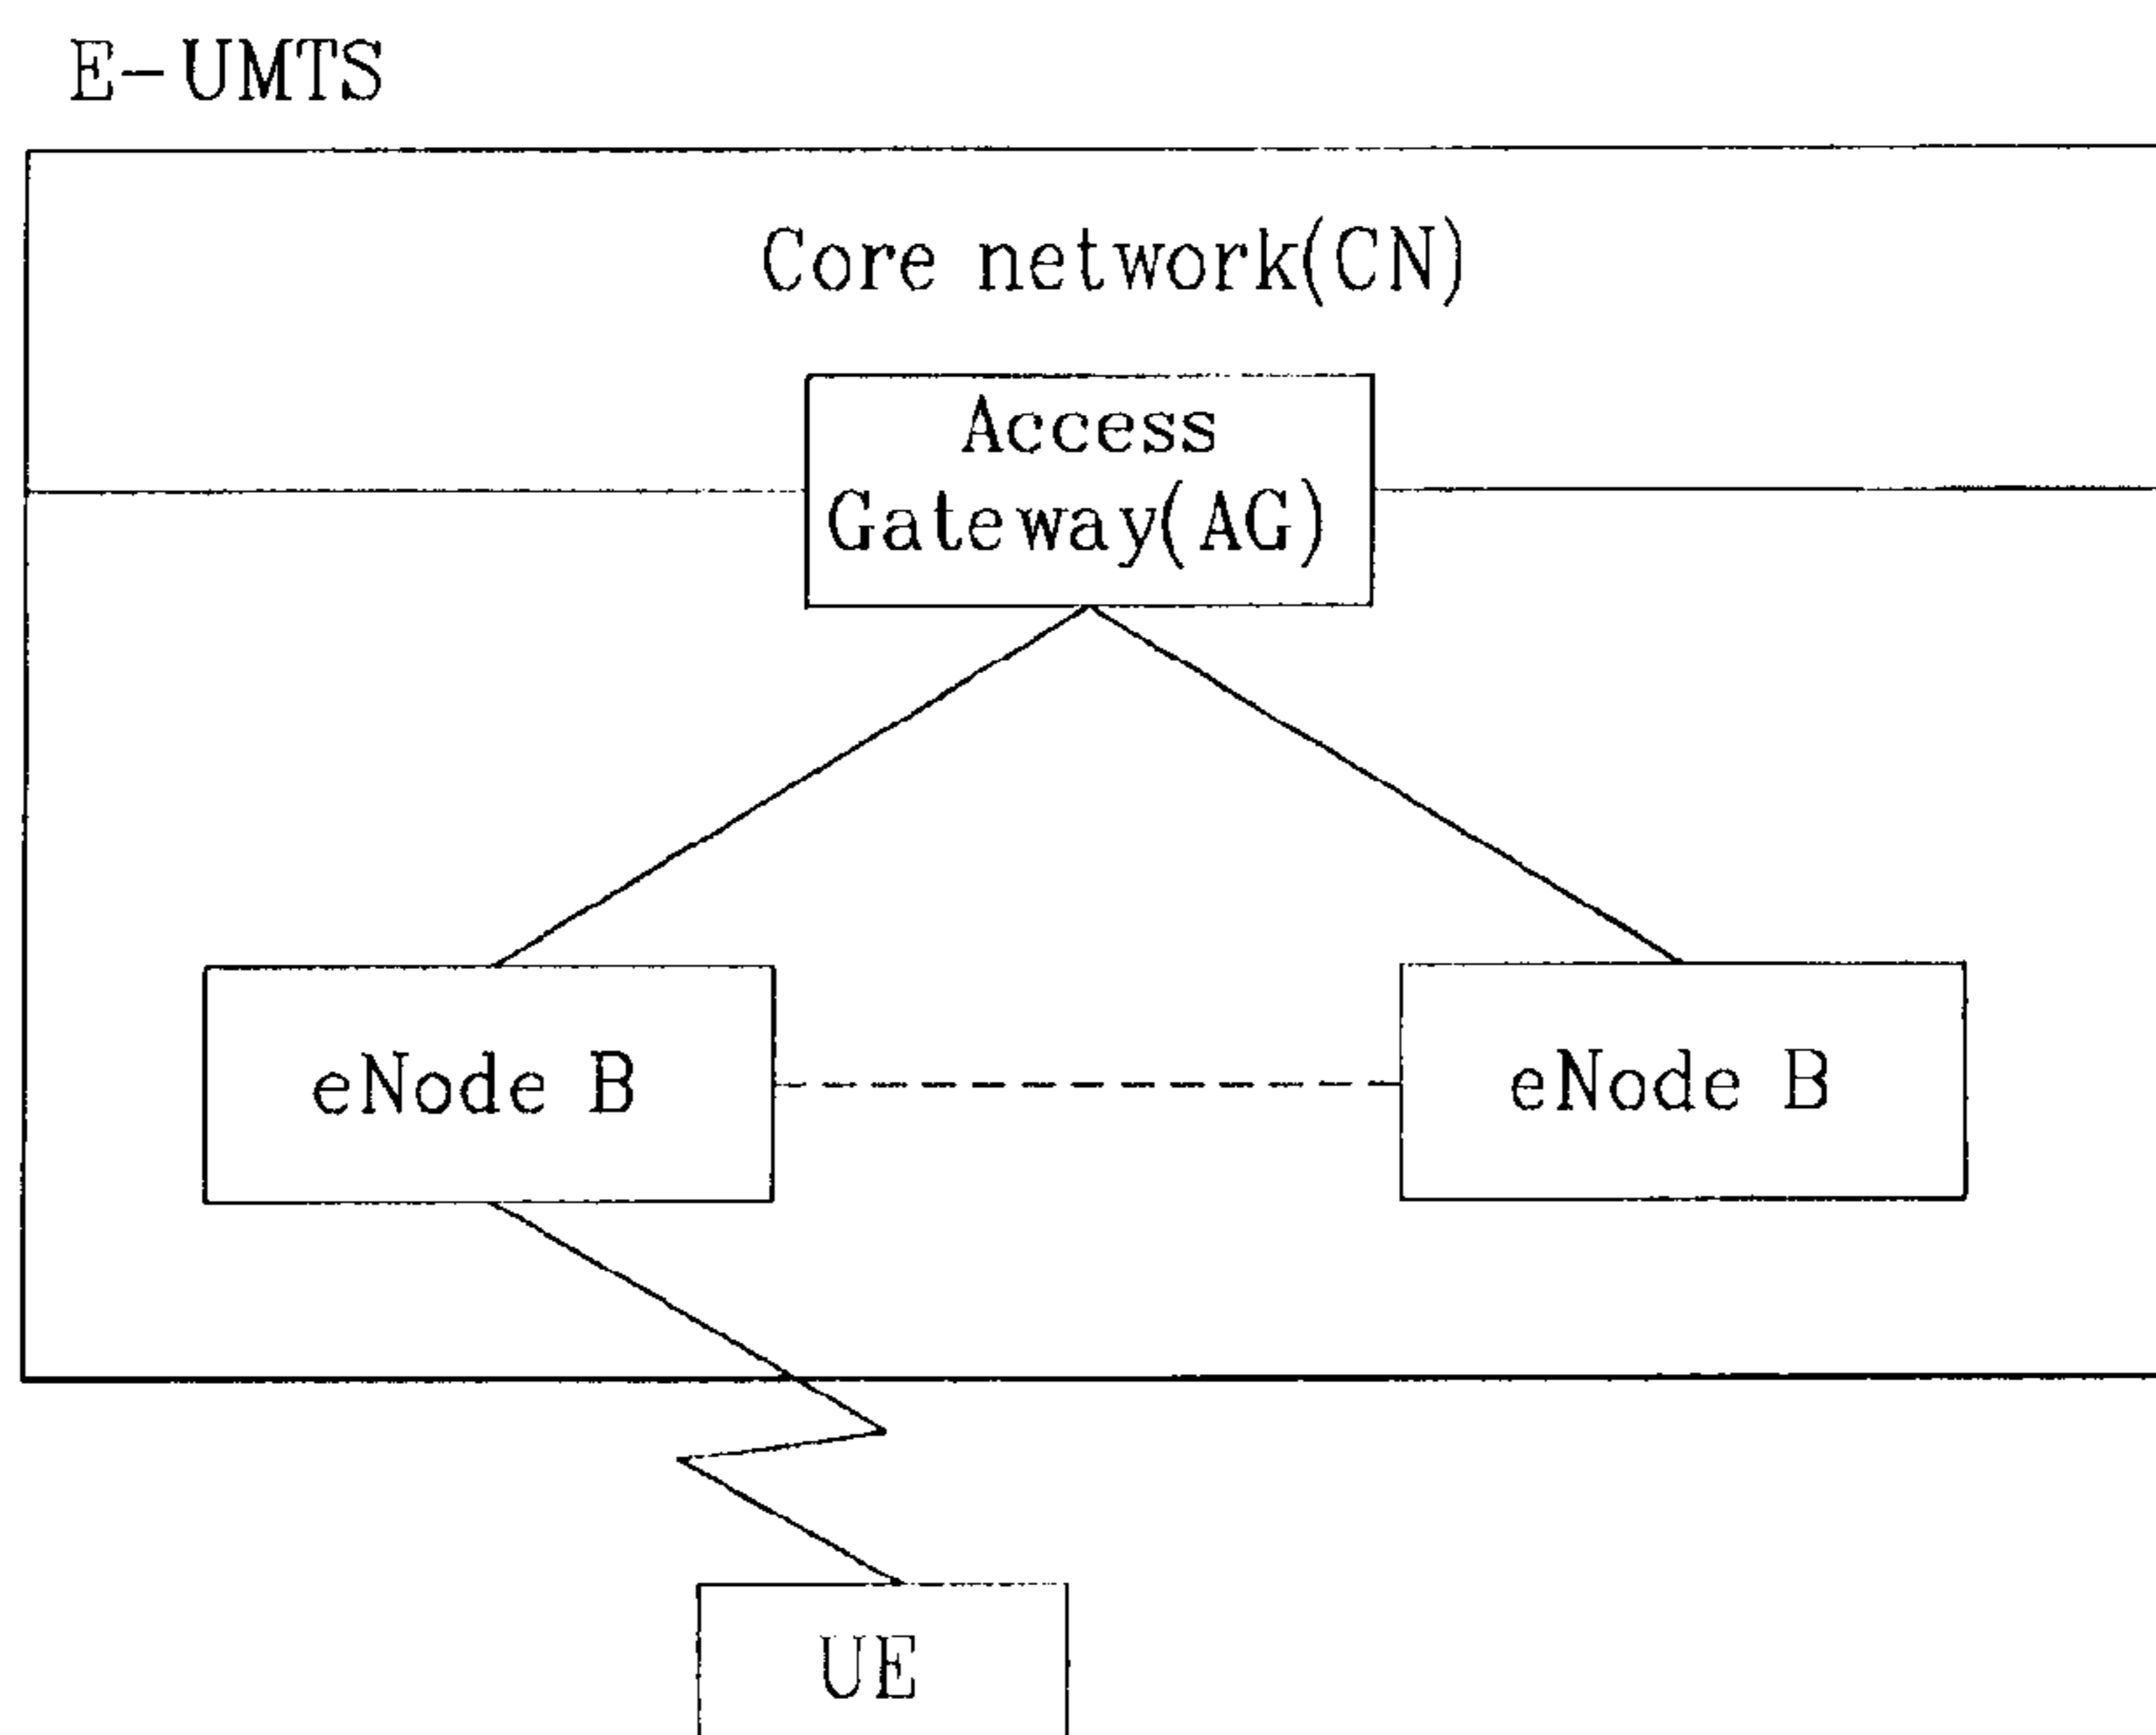 E-UMTS
Core network(CN)
Access
Gateway(AG)
eNode B
eNode B
UE